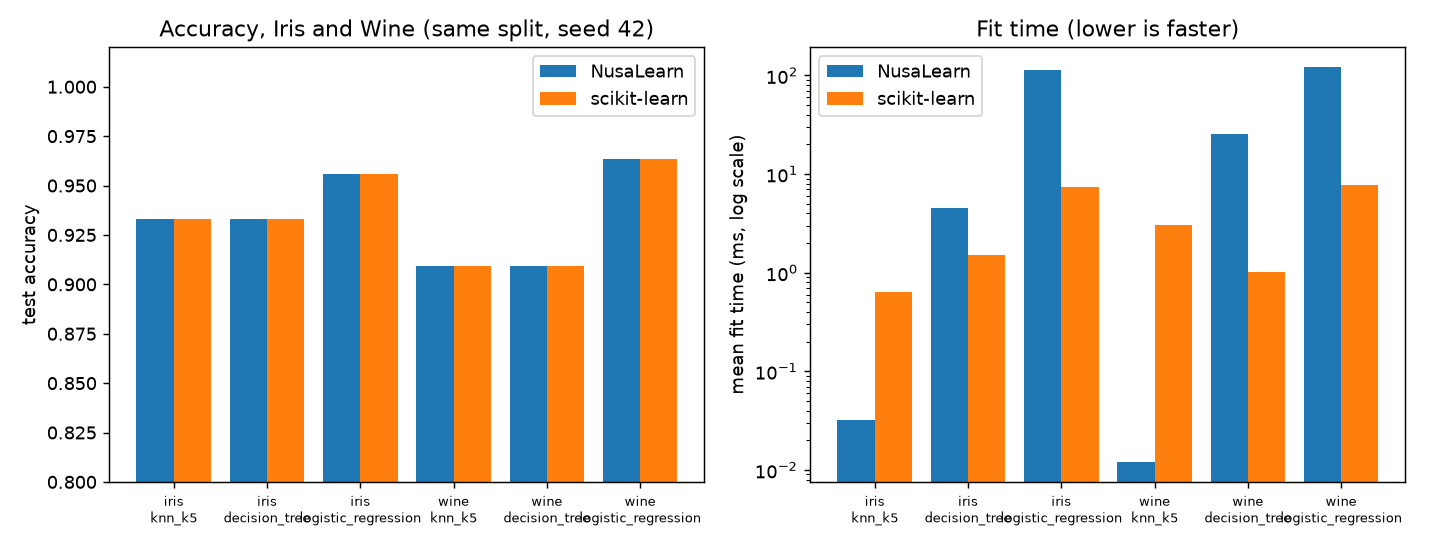 Accuracy, Iris and Wine (same split, seed 42)
test accuracy
1.000
0.975
0.950
0.925
0.900
0.875
0.850
0.825
0.800
NusaLearn
scikit-learn
iris
knn_k5
iris
decision_tree
iris
logistic_regression
wine
knn_k5
wine
decision_tree
wine
logistic_regression
Fit time (lower is faster)
mean fit time (ms, log scale)
10²
10¹
10⁰
10⁻¹
10⁻²
NusaLearn
scikit-learn
iris
knn_k5
iris
decision_tree
iris
logistic_regression
wine
knn_k5
wine
decision_tree
wine
logistic_regression